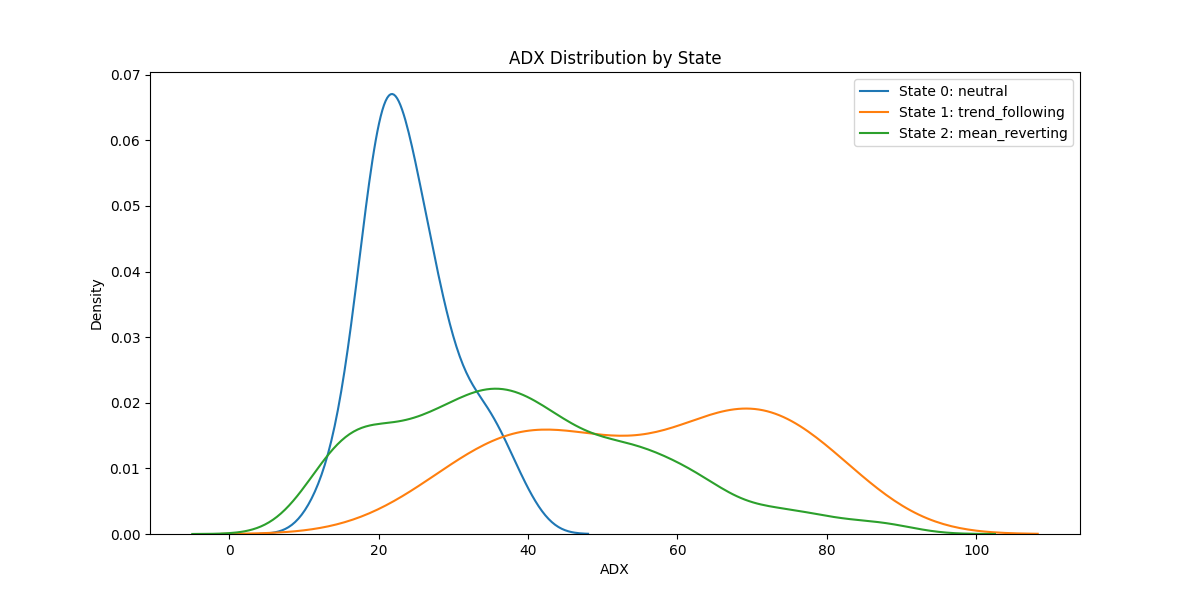 ADX Distribution by State
State 0: neutral
State 1: trend_following
State 2: mean_reverting
Density
0.07
0.06
0.05
0.04
0.03
0.02
0.01
0.00
0 20 40 60 80 100
ADX